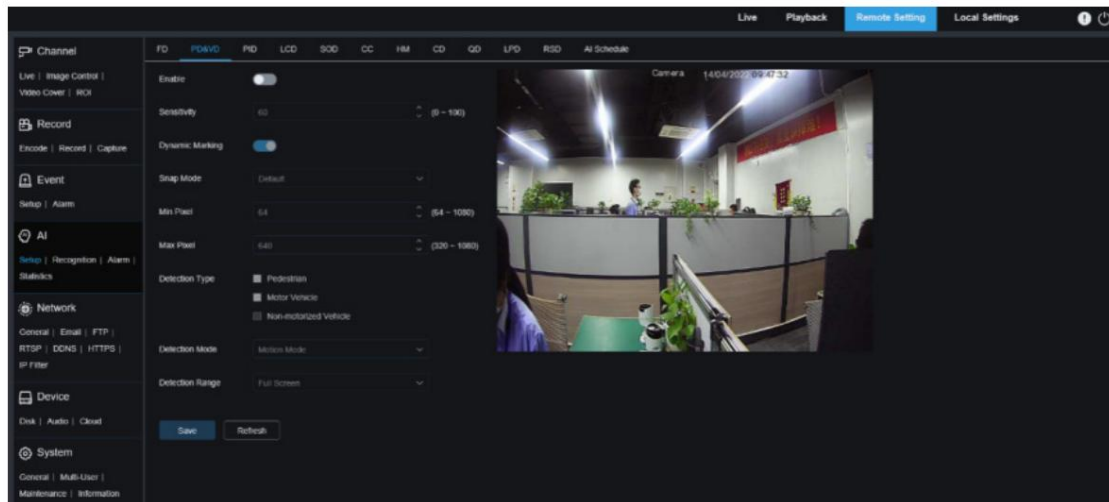 Live Playback Remote Setting Local Settings
Channel
Live | Image Control |
Video Cover | ROI
Record
Encode | Record | Capture
Event
Setup | Alarm
AI
Setup | Recognition | Alarm |
Statistics
Network
General | Email | FTP |
RTSP | DDNS | HTTPS |
IP Filter
Device
Disk | Audio | Cloud
System
General | Multi-User |
Maintenance | Information
FD PD&VD PID LCD SOD CC HM CD QD LPD RSD AI Schedule
Enable
Sensitivity 60 (0 ~ 100)
Dynamic Marking
Snap Mode Default
Min Pixel 64 (64 ~ 1080)
Max Pixel 640 (320 ~ 1080)
Detection Type Pedestrian
Motor Vehicle
Non-motorized Vehicle
Detection Mode Motion Mode
Detection Range Full Screen
Save Refresh
Camera 14/04/2022 09:47:32